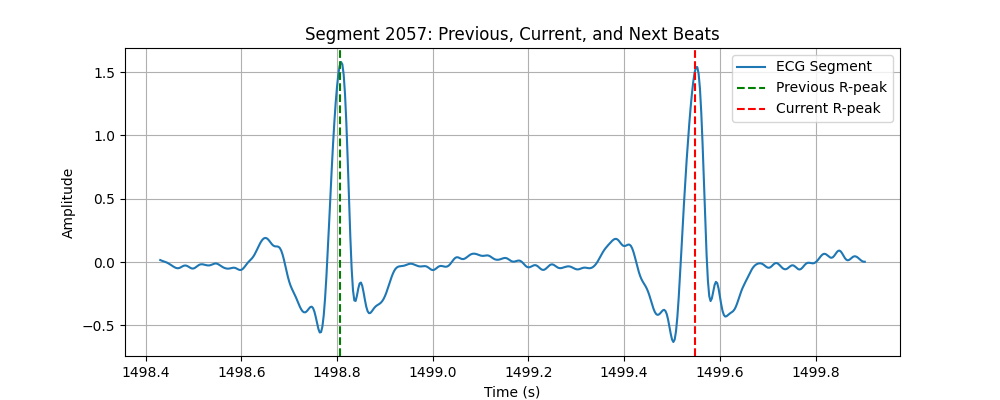 Segment 2057: Previous, Current, and Next Beats
ECG Segment
Previous R-peak
Current R-peak
1.5
1.0
0.5
0.0
−0.5
Amplitude
1498.4 1498.6 1498.8 1499.0 1499.2 1499.4 1499.6 1499.8
Time (s)